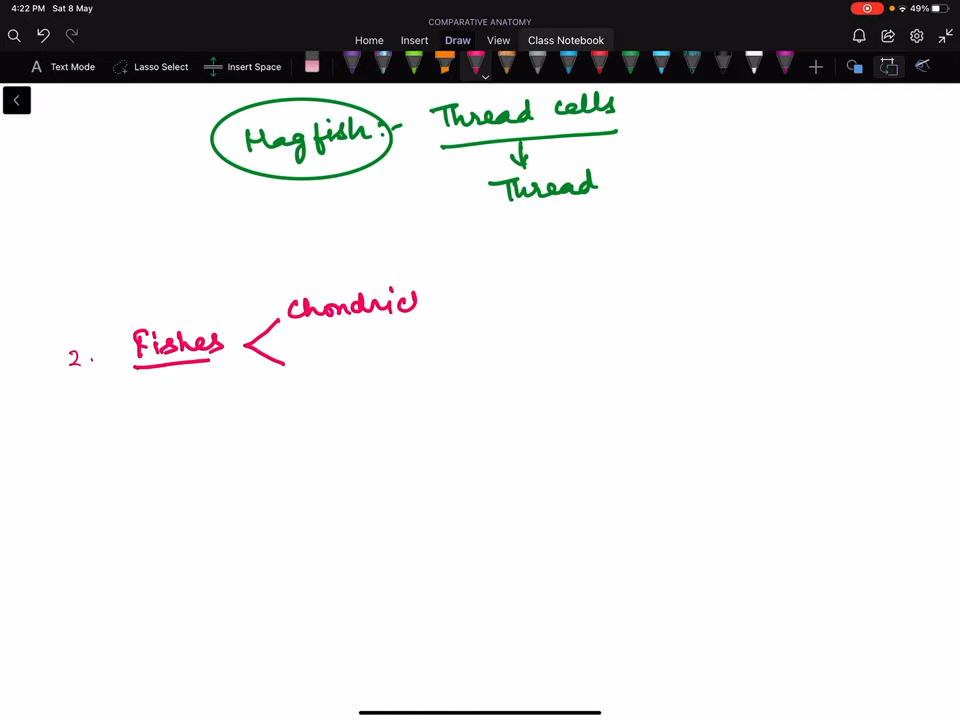 4:22 PM Sat 8 May
49%
COMPARATIVE ANATOMY
Home Insert Draw View Class Notebook
A Text Mode Lasso Select Insert Space
Hagfish:- Thread cells
Thread
Chondric
2. Fishes